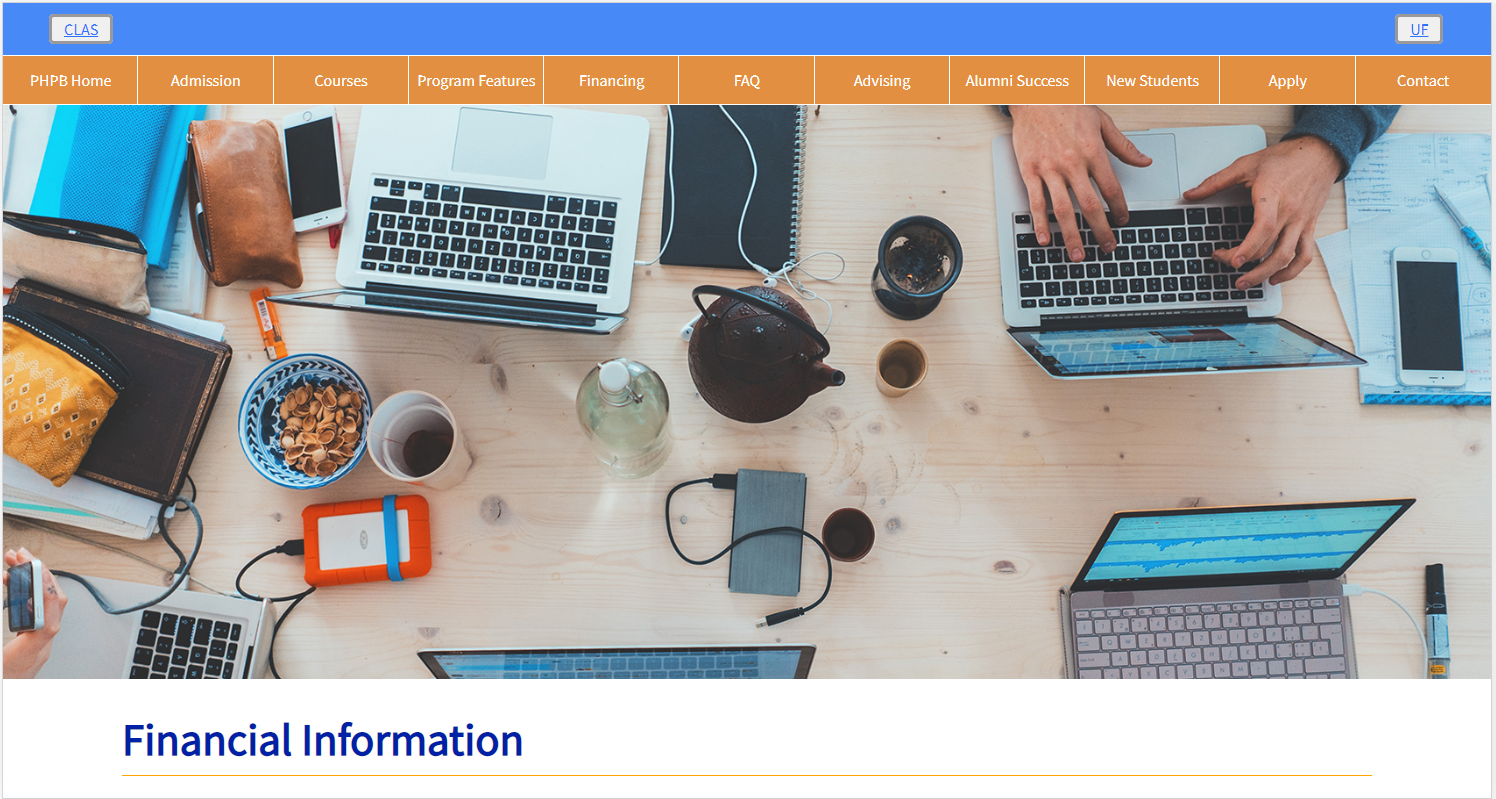 CLAS
UF
PHPB Home
Admission
Courses
Program Features
Financing
FAQ
Advising
Alumni Success
New Students
Apply
Contact
Financial Information